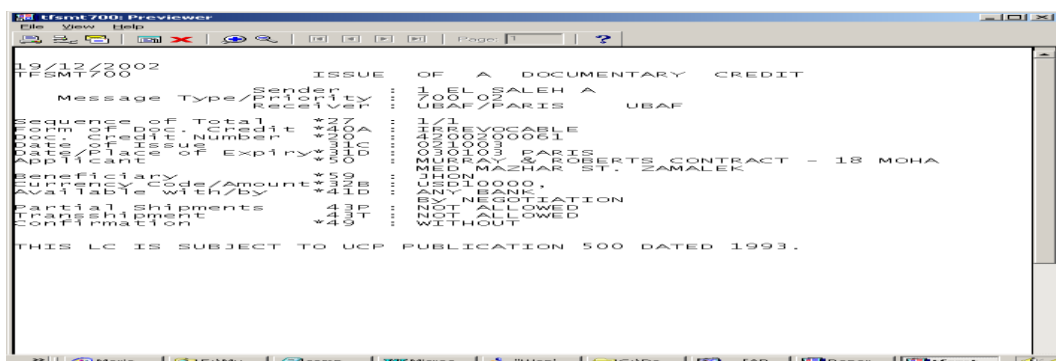 tfsmt700: Previewer
File View Help
Page: 1
19/12/2002
TFSMT700 ISSUE OF A DOCUMENTARY CREDIT
Sender : 1 EL SALEH A
Message Type/Priority : 700 02
Receiver : UBAF/PARIS UBAF
Sequence of Total *27 : 1/1
Form of Doc. Credit *40A : IRREVOCABLE
Doc. Credit Number *20 : 4200200061
Date of Issue 31C : 021003
Date/Place of Expiry*31D : 030103 PARIS
Applicant *50 : MURRAY & ROBERTS CONTRACT - 18 MOHA
MED MAZHAR ST. ZAMALEK
Beneficiary *59 : JHON
Currency Code/Amount*32B : USD10000,
Available with/by *41D : ANY BANK
By NEGOTIATION
Partial Shipments 43P : NOT ALLOWED
Transshipment 43T : NOT ALLOWED
Confirmation *49 : WITHOUT
THIS LC IS SUBJECT TO UCP PUBLICATION 500 DATED 1993.